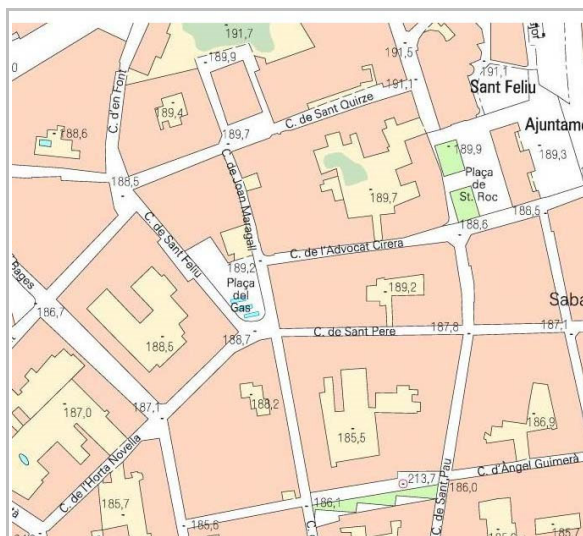 191,7
191,5
189,9
191,1
191,1
Sant Feliu
C. d'en Font
189,4
C. de Sant Quirze
Ajuntame
188,6
189,7
189,9
189,3
C. de Joan Maragall
Plaça
de
St. Roc
188,5
189,7
188,5
188,6
C. de Sant Feliu
C. de l'Advocat Cirera
Pages
189,2
Plaça
del
Gas
189,2
186,7
Saba
188,5
188,7
C. de Sant Pere
187,8
187,1
187,0
187,1
188,2
185,5
186,9
C. de l'Horta Novella
C. de Sant Pau
C. d'Àngel Guimerà
213,7
186,0
185,7
186,1
185,6